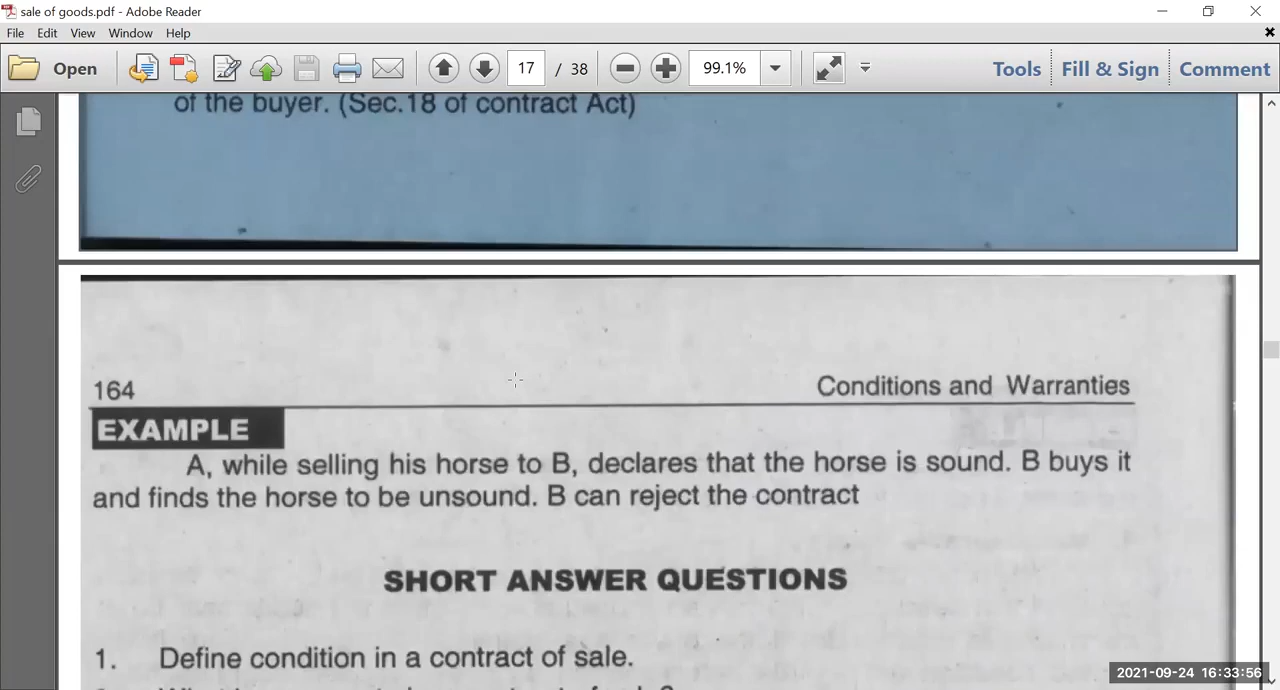 sale of goods.pdf - Adobe Reader
File Edit View Window Help
Open 17 / 38 99.1% Tools Fill & Sign Comment
of the buyer. (Sec.18 of contract Act)
164 Conditions and Warranties
EXAMPLE
A, while selling his horse to B, declares that the horse is sound. B buys it
and finds the horse to be unsound. B can reject the contract
SHORT ANSWER QUESTIONS
1. Define condition in a contract of sale.
2021-09-24 16:33:56